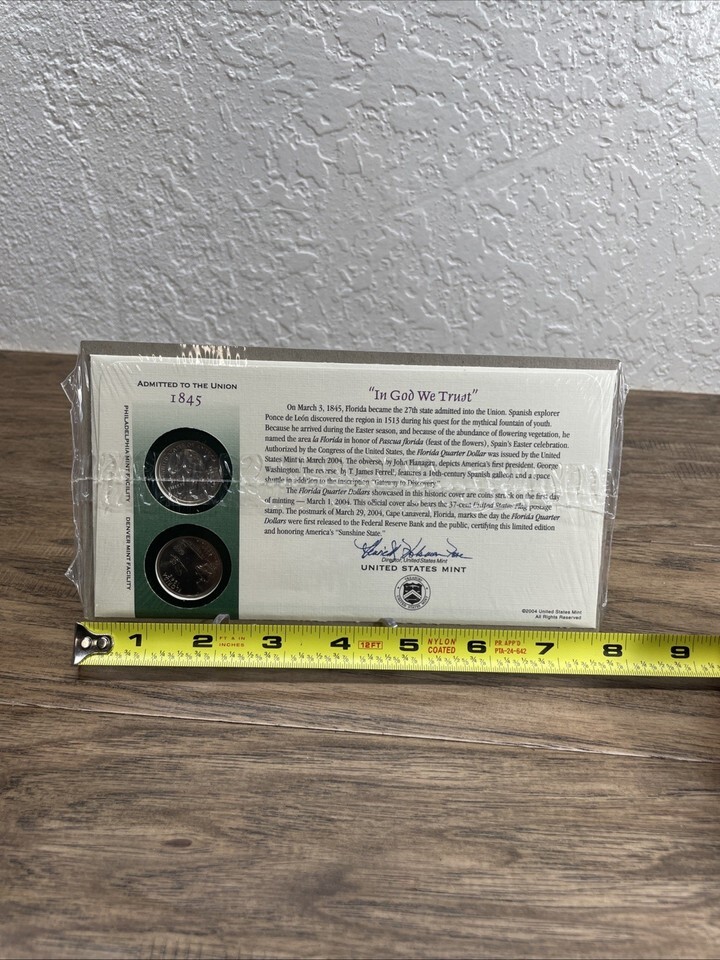 ADMITTED TO THE UNION
1845
PHILADELPHIA MINT FACILITY
DENVER MINT FACILITY
"In God We Trust"
On March 3, 1845, Florida became the 27th state admitted into the Union. Spanish explorer
Ponce de León discovered the region in 1513 during his quest for the mythical fountain of youth.
Because he arrived during the Easter season, and because of the abundance of flowering vegetation, he
named the area la Florida in honor of Pascua florida (feast of the flowers), Spain's Easter celebration.
Authorized by the Congress of the United States, the Florida Quarter Dollar was issued by the United
States Mint in March 2004. The obverse, by John Flanagan, depicts America's first president, George
Washington. The reverse, by T. James Ferrell, features a 16th-century Spanish galleon and a space
shuttle in addition to the inscription "Gateway to Discovery."
The Florida Quarter Dollars showcased in this historic cover are coins struck on the first day
of minting — March 1, 2004. This official cover also bears the 37-cent United States flag postage
stamp. The postmark of March 29, 2004, Cape Canaveral, Florida, marks the day the Florida Quarter
Dollars were first released to the Federal Reserve Bank and the public, certifying this limited edition
and honoring America's "Sunshine State."
Director, United States Mint
UNITED STATES MINT
©2004 United States Mint
All Rights Reserved
1 2 FT & IN INCHES 3 4 12FT 5 NYLON COATED 6 PR APP'D PTA-24-642 7 8 9